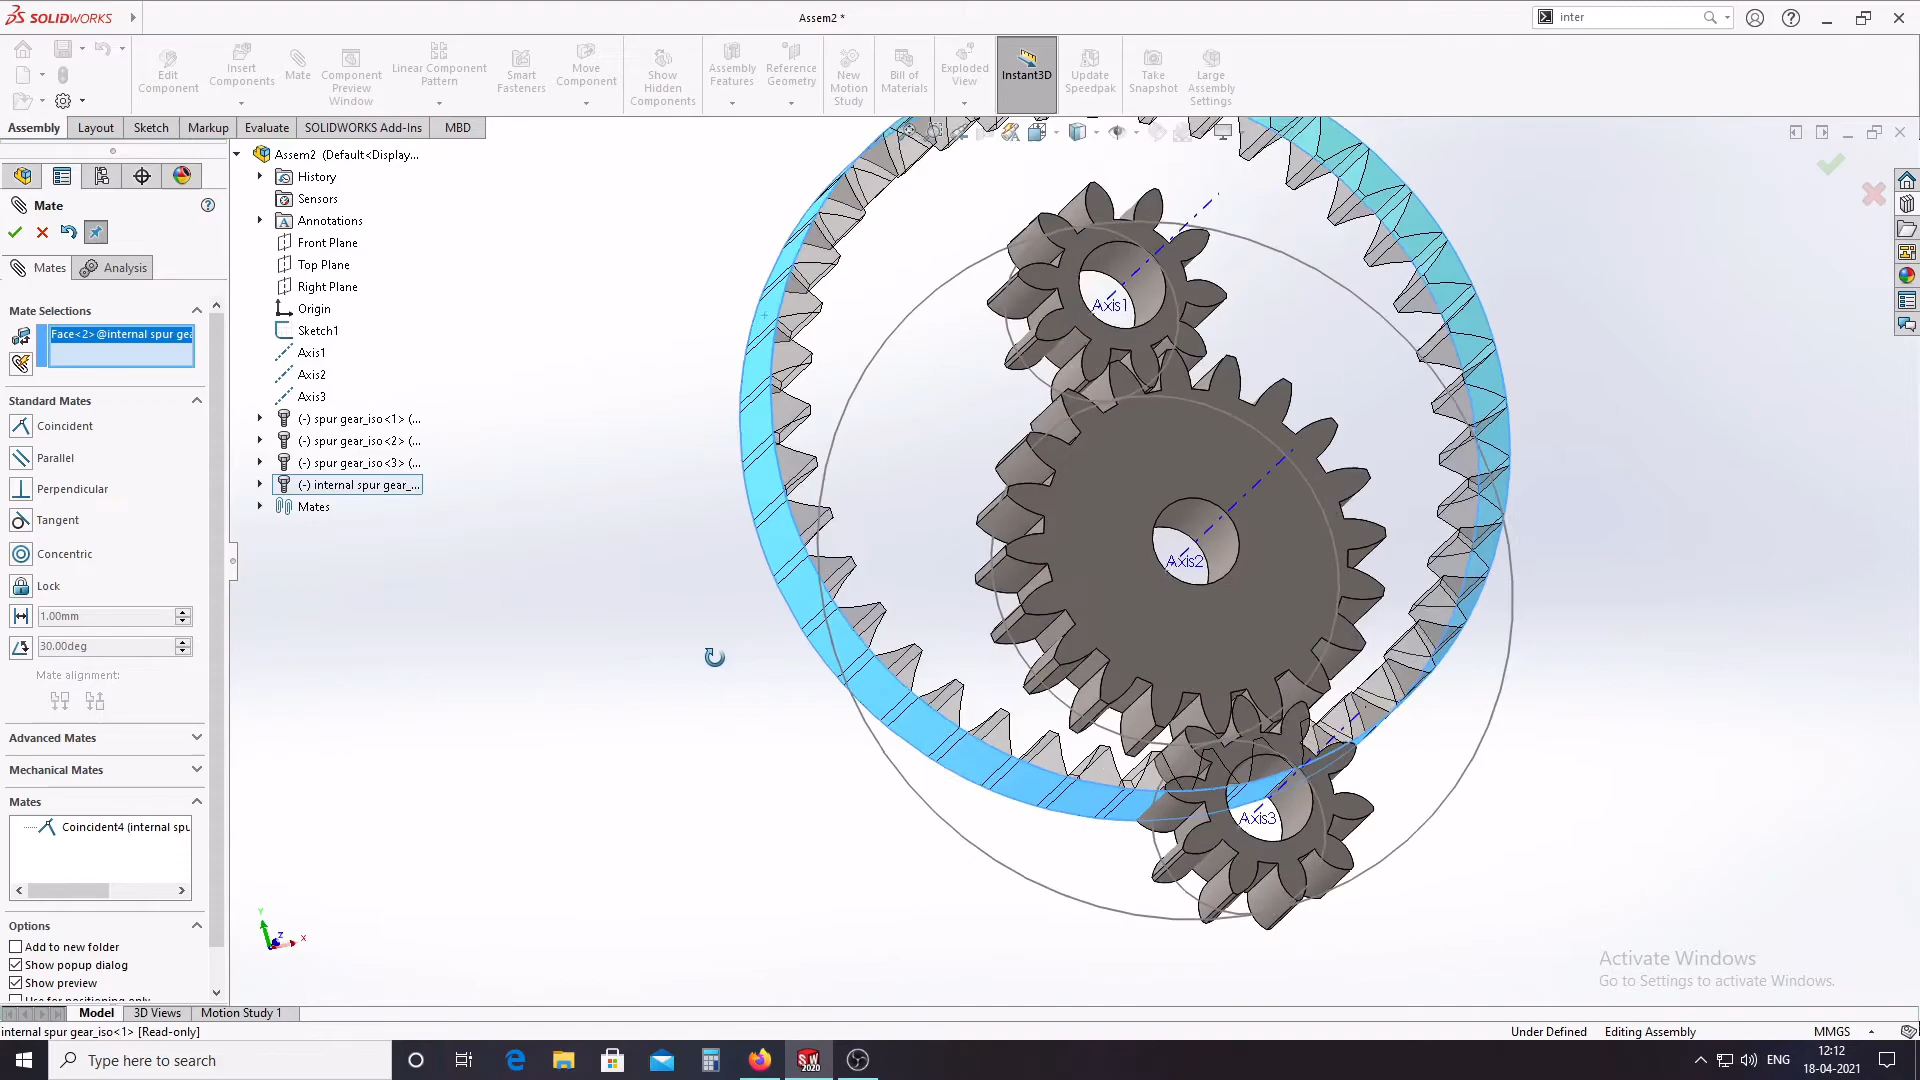 SOLIDWORKS
Assem2 *
inter
Edit
Component
Insert
Components
Mate
Component
Preview
Window
Linear Component
Pattern
Smart
Fasteners
Move
Component
Show
Hidden
Components
Assembly
Features
Reference
Geometry
New
Motion
Study
Bill of
Materials
Exploded
View
Instant3D
Update
Speedpak
Take
Snapshot
Large
Assembly
Settings
Assembly
Layout
Sketch
Markup
Evaluate
SOLIDWORKS Add-Ins
MBD
Mate
Mates
Analysis
Mate Selections
Face<2>@internal spur gea
Standard Mates
Coincident
Parallel
Perpendicular
Tangent
Concentric
Lock
1.00mm
30.00deg
Mate alignment:
Advanced Mates
Mechanical Mates
Mates
Coincident4 (internal spu
Options
Add to new folder
Show popup dialog
Show preview
Use for positioning only
Assem2 (Default<Display...
History
Sensors
Annotations
Front Plane
Top Plane
Right Plane
Origin
Sketch1
Axis1
Axis2
Axis3
(-) spur gear_iso<1> (...
(-) spur gear_iso<2> (...
(-) spur gear_iso<3> (...
(-) internal spur gear_...
Mates
Axis1
Axis2
Axis3
Y
Z
X
Activate Windows
Go to Settings to activate Windows.
Model
3D Views
Motion Study 1
internal spur gear_iso<1> [Read-only]
Under Defined
Editing Assembly
MMGS
Type here to search
SW
2020
ENG
12:12
18-04-2021